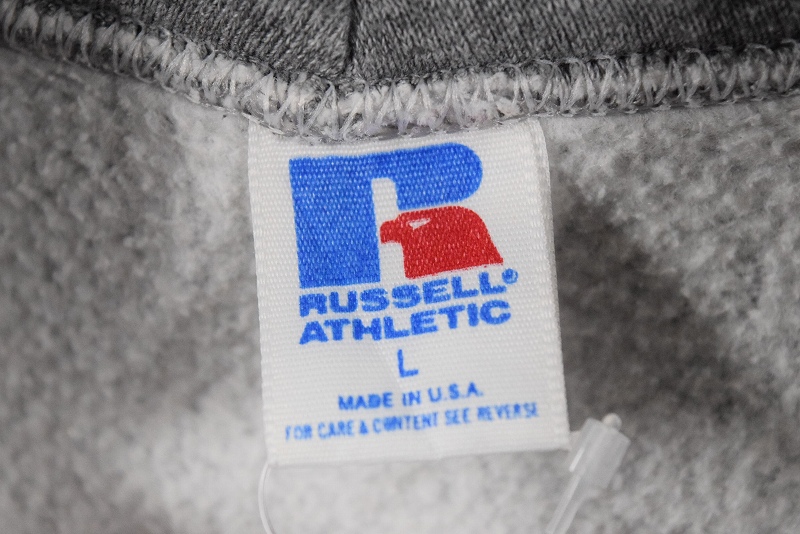 RUSSELL®
ATHLETIC
L
MADE IN U.S.A.
FOR CARE & CONTENT SEE REVERSE